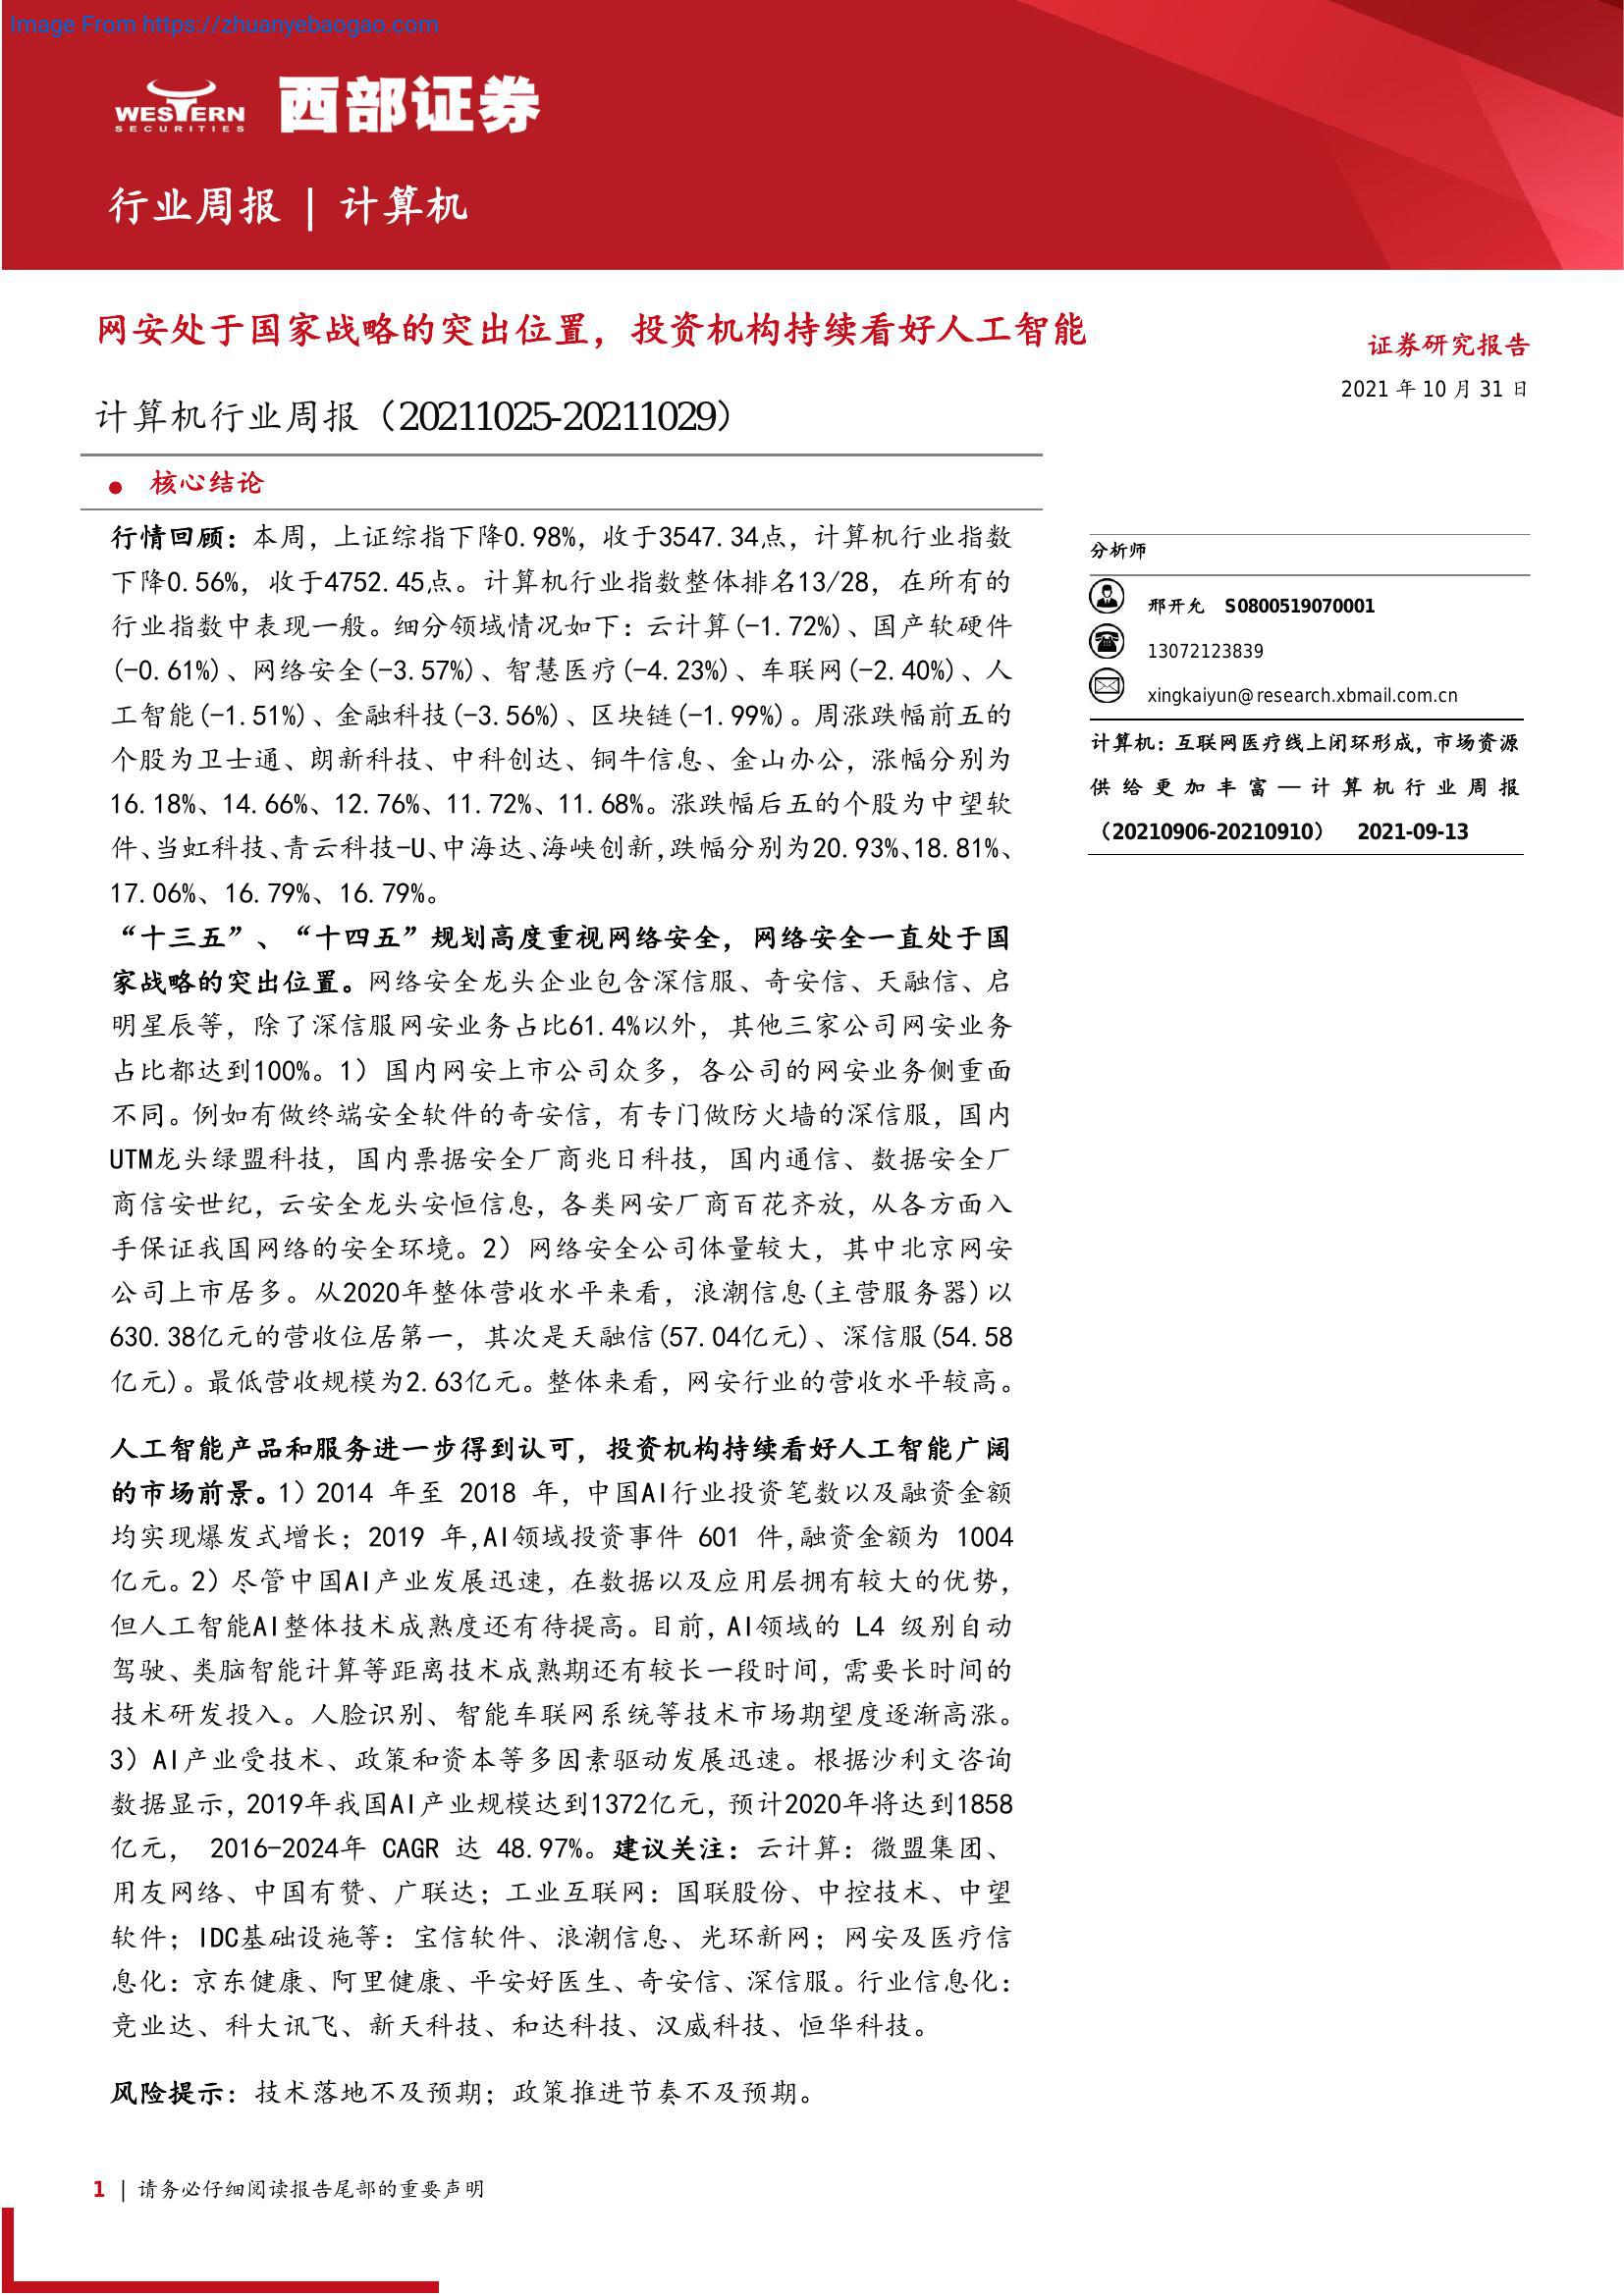 Image From https://zhuanyebaogao.com
WESTERN
SECURITIES
西部证券
行业周报 | 计算机
网安处于国家战略的突出位置，投资机构持续看好人工智能
计算机行业周报（20211025-20211029）
证券研究报告
2021 年 10 月 31 日
● 核心结论
行情回顾：本周，上证综指下降0.98%，收于3547.34点，计算机行业指数
下降0.56%，收于4752.45点。计算机行业指数整体排名13/28，在所有的
行业指数中表现一般。细分领域情况如下：云计算(-1.72%)、国产软硬件
(-0.61%)、网络安全(-3.57%)、智慧医疗(-4.23%)、车联网(-2.40%)、人
工智能(-1.51%)、金融科技(-3.56%)、区块链(-1.99%)。周涨跌幅前五的
个股为卫士通、朗新科技、中科创达、铜牛信息、金山办公，涨幅分别为
16.18%、14.66%、12.76%、11.72%、11.68%。涨跌幅后五的个股为中望软
件、当虹科技、青云科技-U、中海达、海峡创新,跌幅分别为20.93%、18.81%、
17.06%、16.79%、16.79%。
“十三五”、“十四五”规划高度重视网络安全，网络安全一直处于国
家战略的突出位置。网络安全龙头企业包含深信服、奇安信、天融信、启
明星辰等，除了深信服网安业务占比61.4%以外，其他三家公司网安业务
占比都达到100%。1）国内网安上市公司众多，各公司的网安业务侧重面
不同。例如有做终端安全软件的奇安信，有专门做防火墙的深信服，国内
UTM龙头绿盟科技，国内票据安全厂商兆日科技，国内通信、数据安全厂
商信安世纪，云安全龙头安恒信息，各类网安厂商百花齐放，从各方面入
手保证我国网络的安全环境。2）网络安全公司体量较大，其中北京网安
公司上市居多。从2020年整体营收水平来看，浪潮信息(主营服务器)以
630.38亿元的营收位居第一，其次是天融信(57.04亿元)、深信服(54.58
亿元)。最低营收规模为2.63亿元。整体来看，网安行业的营收水平较高。
人工智能产品和服务进一步得到认可，投资机构持续看好人工智能广阔
的市场前景。1）2014 年至 2018 年，中国AI行业投资笔数以及融资金额
均实现爆发式增长；2019 年,AI领域投资事件 601 件,融资金额为 1004
亿元。2）尽管中国AI产业发展迅速，在数据以及应用层拥有较大的优势，
但人工智能AI整体技术成熟度还有待提高。目前，AI领域的 L4 级别自动
驾驶、类脑智能计算等距离技术成熟期还有较长一段时间，需要长时间的
技术研发投入。人脸识别、智能车联网系统等技术市场期望度逐渐高涨。
3）AI产业受技术、政策和资本等多因素驱动发展迅速。根据沙利文咨询
数据显示，2019年我国AI产业规模达到1372亿元，预计2020年将达到1858
亿元， 2016-2024年 CAGR 达 48.97%。建议关注：云计算：微盟集团、
用友网络、中国有赞、广联达；工业互联网：国联股份、中控技术、中望
软件；IDC基础设施等：宝信软件、浪潮信息、光环新网；网安及医疗信
息化：京东健康、阿里健康、平安好医生、奇安信、深信服。行业信息化：
竞业达、科大讯飞、新天科技、和达科技、汉威科技、恒华科技。
风险提示：技术落地不及预期；政策推进节奏不及预期。
分析师
邢开允 S0800519070001
13072123839
xingkaiyun@research.xbmail.com.cn
计算机：互联网医疗线上闭环形成，市场资源
供给更加丰富—计算机行业周报
（20210906-20210910） 2021-09-13
1 | 请务必仔细阅读报告尾部的重要声明